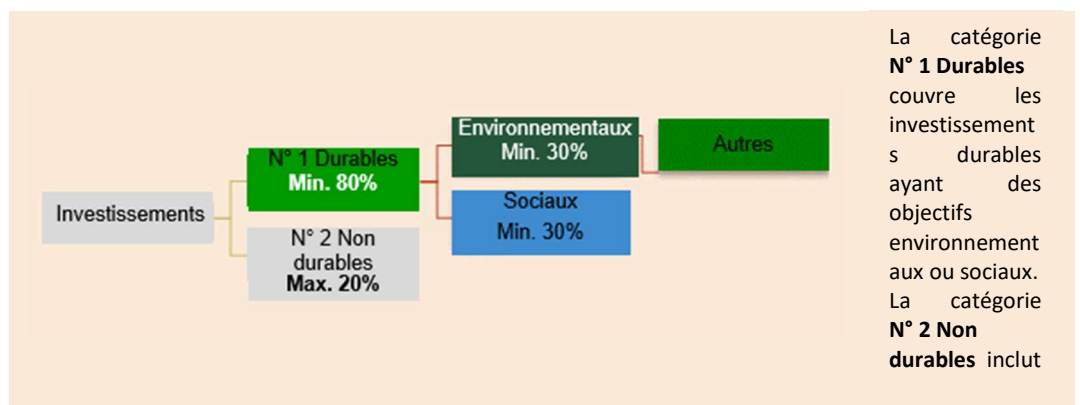 Investissements
N° 1 Durables
Min. 80%
N° 2 Non
durables
Max. 20%
Environnementaux
Min. 30%
Sociaux
Min. 30%
Autres
La catégorie
N° 1 Durables
couvre les
investissement
s durables
ayant des
objectifs
environnement
aux ou sociaux.
La catégorie
N° 2 Non
durables inclut